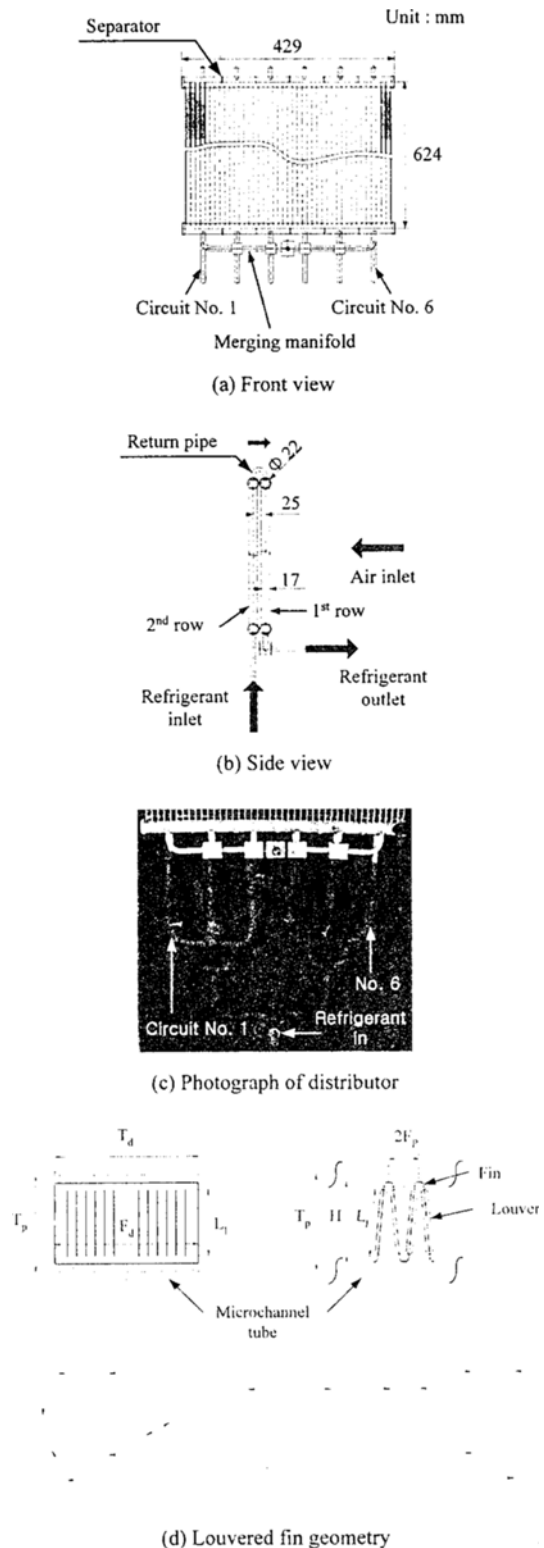 Unit : mm
Separator
429
624
Circuit No. 1
Circuit No. 6
Merging manifold
(a) Front view
Return pipe
Φ 22
25
Air inlet
17
1st row
2nd row
Refrigerant
outlet
Refrigerant
inlet
(b) Side view
No. 6
Circuit No. 1
Refrigerant
in
(c) Photograph of distributor
Td
2Fp
Fin
Louver
Tp
Fd
Ll
Tp
H
Ll
Microchannel
tube
(d) Louvered fin geometry